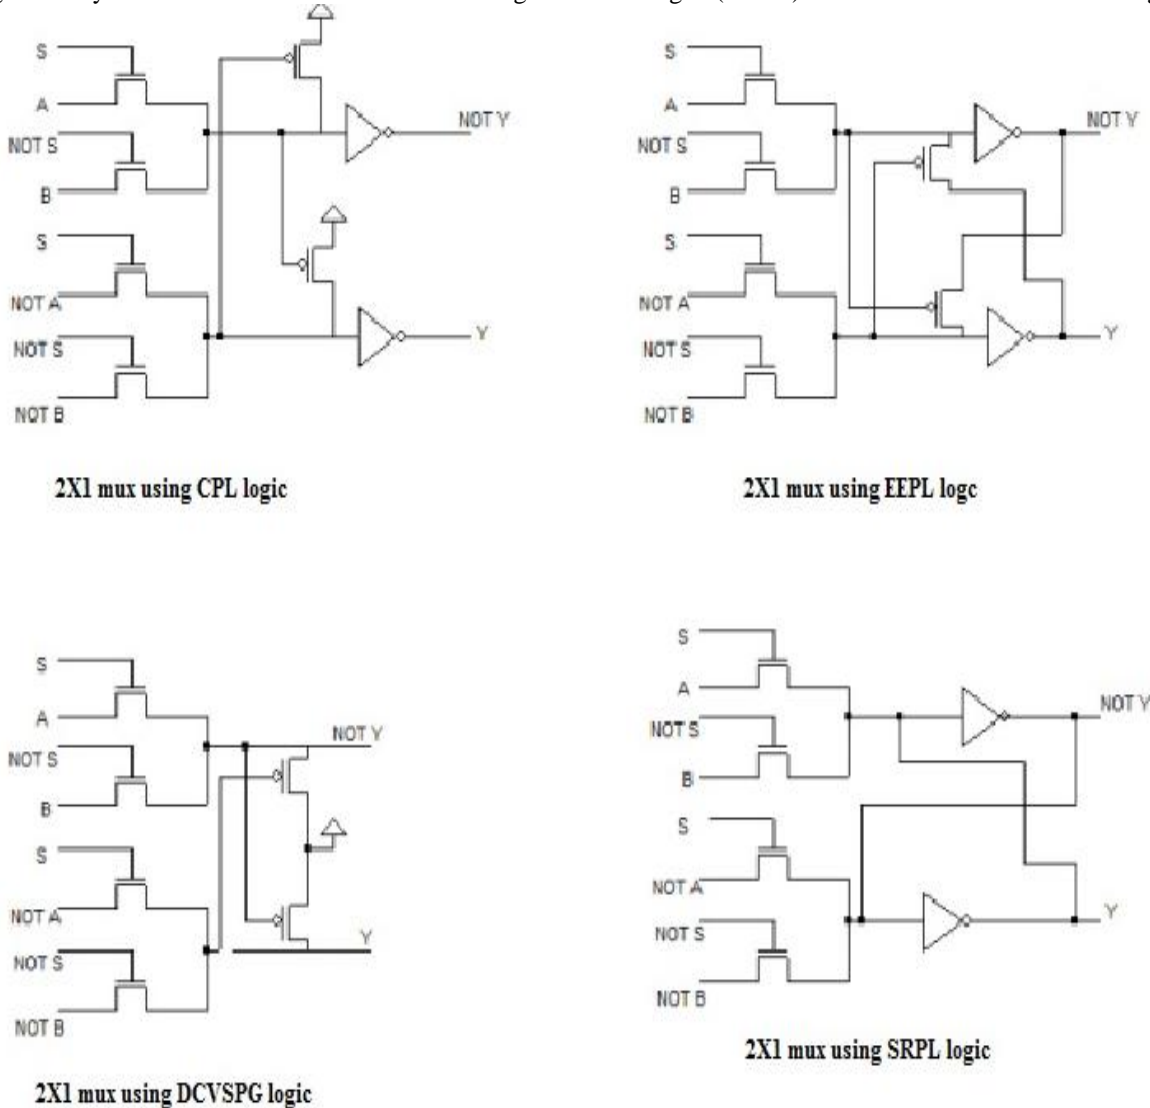 S
A
NOT S
B
S
NOT A
NOT S
NOT B
NOT Y
Y
2X1 mux using CPL logic
S
A
NOT S
B
S
NOT A
NOT S
NOT B
NOT Y
Y
2X1 mux using EEPL logc
S
A
NOT S
B
S
NOT A
NOT S
NOT B
NOT Y
Y
2X1 mux using DCVSPG logic
S
A
NOT S
B
S
NOT A
NOT S
NOT B
NOT Y
Y
2X1 mux using SRPL logic